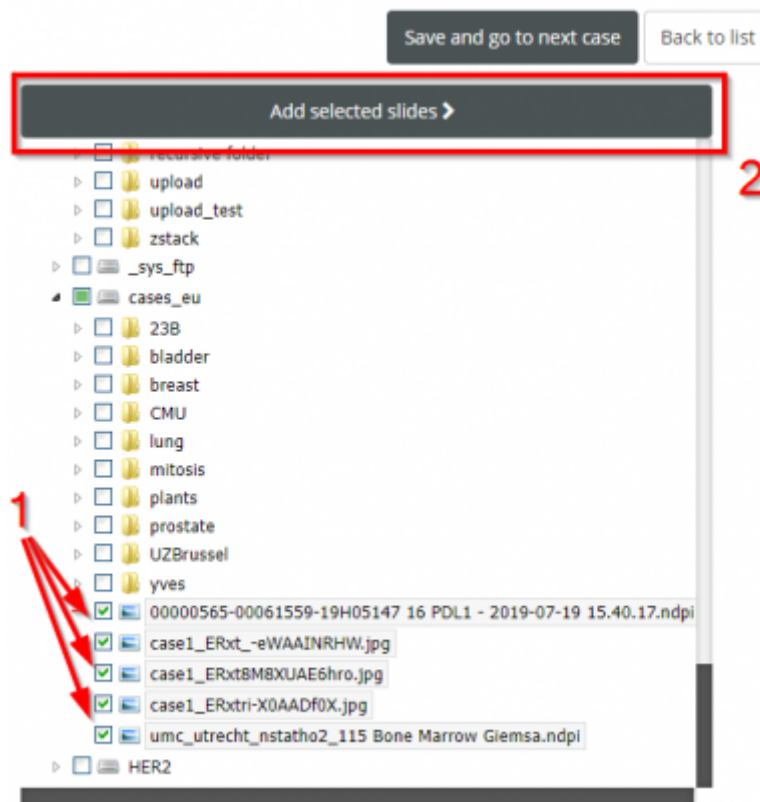 Save and go to next case
Back to list
Add selected slides
2
recursive folder
upload
upload_test
zstack
_sys_ftp
cases_eu
23B
bladder
breast
CMU
lung
mitosis
plants
1
prostate
UZBrussel
yves
00000565-00061559-19H05147 16 PDL1 - 2019-07-19 15.40.17.ndpi
case1_ERxt_-eWAAINRHW.jpg
case1_ERxt8M8XUAE6hro.jpg
case1_ERxtri-X0AADf0X.jpg
umc_utrecht_nstatho2_115 Bone Marrow Giemsa.ndpi
HER2